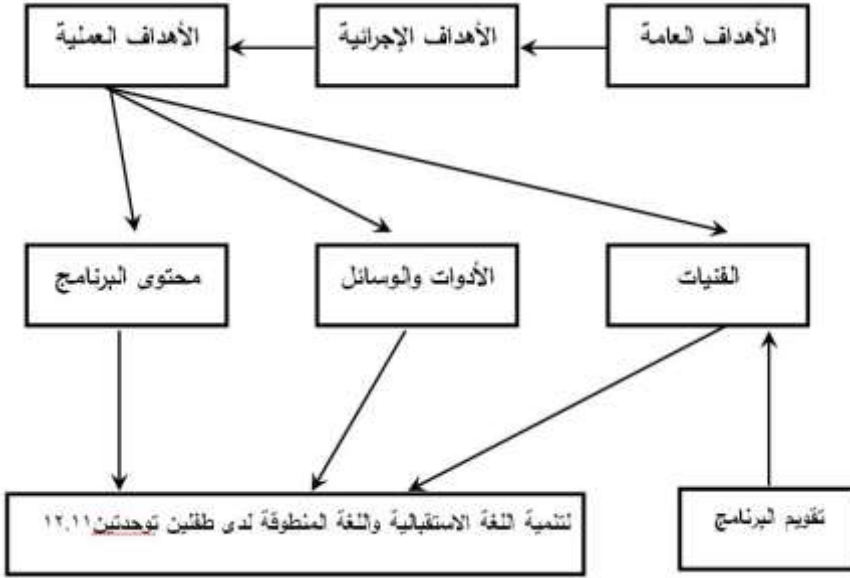 الأهداف العامة
الأهداف الإجرائية
الأهداف العملية
الفنيات
الأدوات والوسائل
محتوى البرنامج
تقويم البرنامج
لتنمية اللغة الاستقبالية واللغة المنطوقة لدى طفلين توحدتين١٢,١١